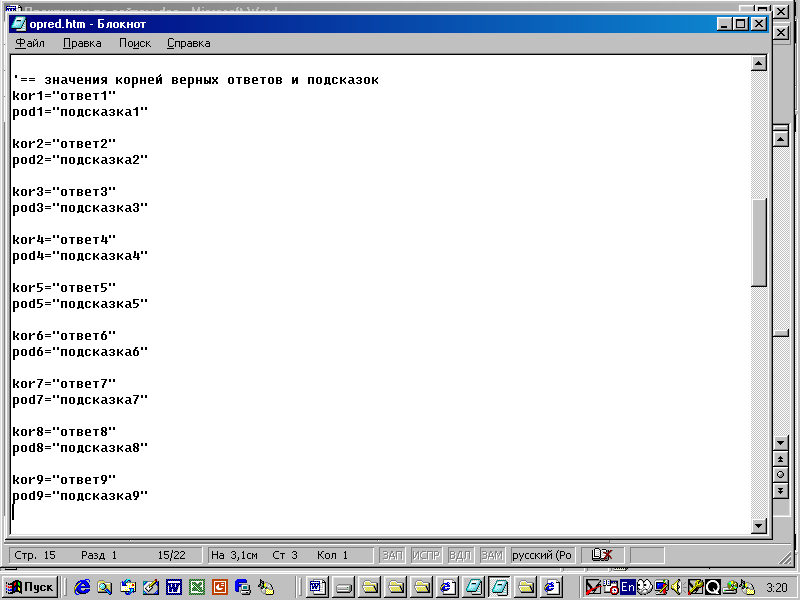 opred.htm - Блокнот
Файл Правка Поиск Справка
'== значения корней верных ответов и подсказок
kor1="ответ1"
pod1="подсказка1"
kor2="ответ2"
pod2="подсказка2"
kor3="ответ3"
pod3="подсказка3"
kor4="ответ4"
pod4="подсказка4"
kor5="ответ5"
pod5="подсказка5"
kor6="ответ6"
pod6="подсказка6"
kor7="ответ7"
pod7="подсказка7"
kor8="ответ8"
pod8="подсказка8"
kor9="ответ9"
pod9="подсказка9"
Стр. 15 Разд 1 15/22 На 3,1см Ст 3 Кол 1 ЗАП ИСПР ВДЛ ЗАМ русский (Ро
Пуск En 3:20